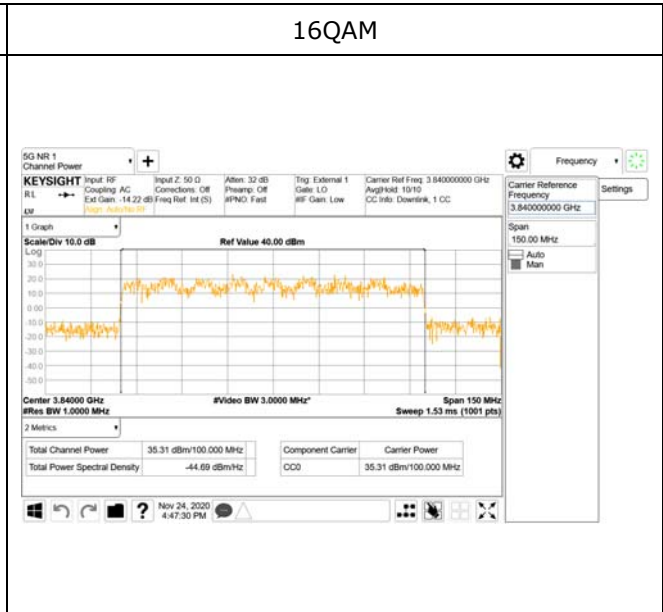 16QAM
5G NR 1
Channel Power
Frequency
KEYSIGHT Input: RF Input Z: 50 Ω Atten: 32 dB Trig: External 1 Carrier Ref Freq: 3.840000000 GHz
RL Coupling: AC Corrections: Off Preamp: Off Gate: LO Avg|Hold: 10/10
Ext Gain: -14.22 dB Freq Ref: Int (S) #PNO: Fast #IF Gain: Low CC Info: Downlink, 1 CC
Align: Auto/No RF
Carrier Reference
Frequency
3.840000000 GHz
Settings
Span
150.00 MHz
Auto
Man
1 Graph
Scale/Div 10.0 dB Ref Value 40.00 dBm
Log
30.0
20.0
10.0
0.00
-10.0
-20.0
-30.0
-40.0
-50.0
Center 3.84000 GHz #Video BW 3.0000 MHz* Span 150 MHz
#Res BW 1.0000 MHz Sweep 1.53 ms (1001 pts)
2 Metrics
Total Channel Power 35.31 dBm/100.000 MHz Component Carrier Carrier Power
Total Power Spectral Density -44.69 dBm/Hz CC0 35.31 dBm/100.000 MHz
Nov 24, 2020
4:47:30 PM